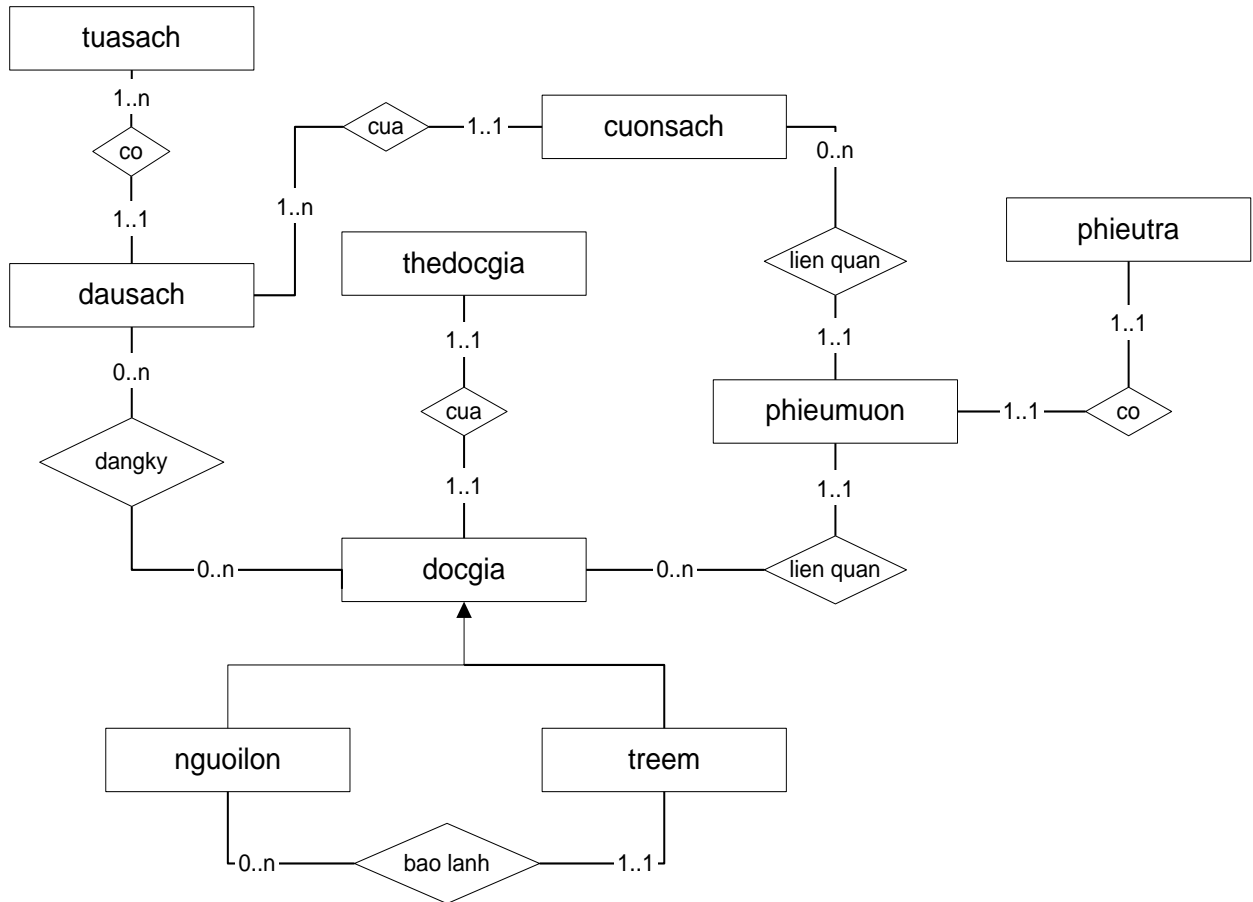 tuasach
1..n
co
1..1
dausach
cua
1..1
cuonsach
1..n
0..n
lien quan
1..1
phieutra
1..1
thedocgia
1..1
cua
1..1
phieumuon
1..1
co
0..n
dangky
0..n
docgia
1..1
lien quan
0..n
nguoilon
treem
0..n
bao lanh
1..1